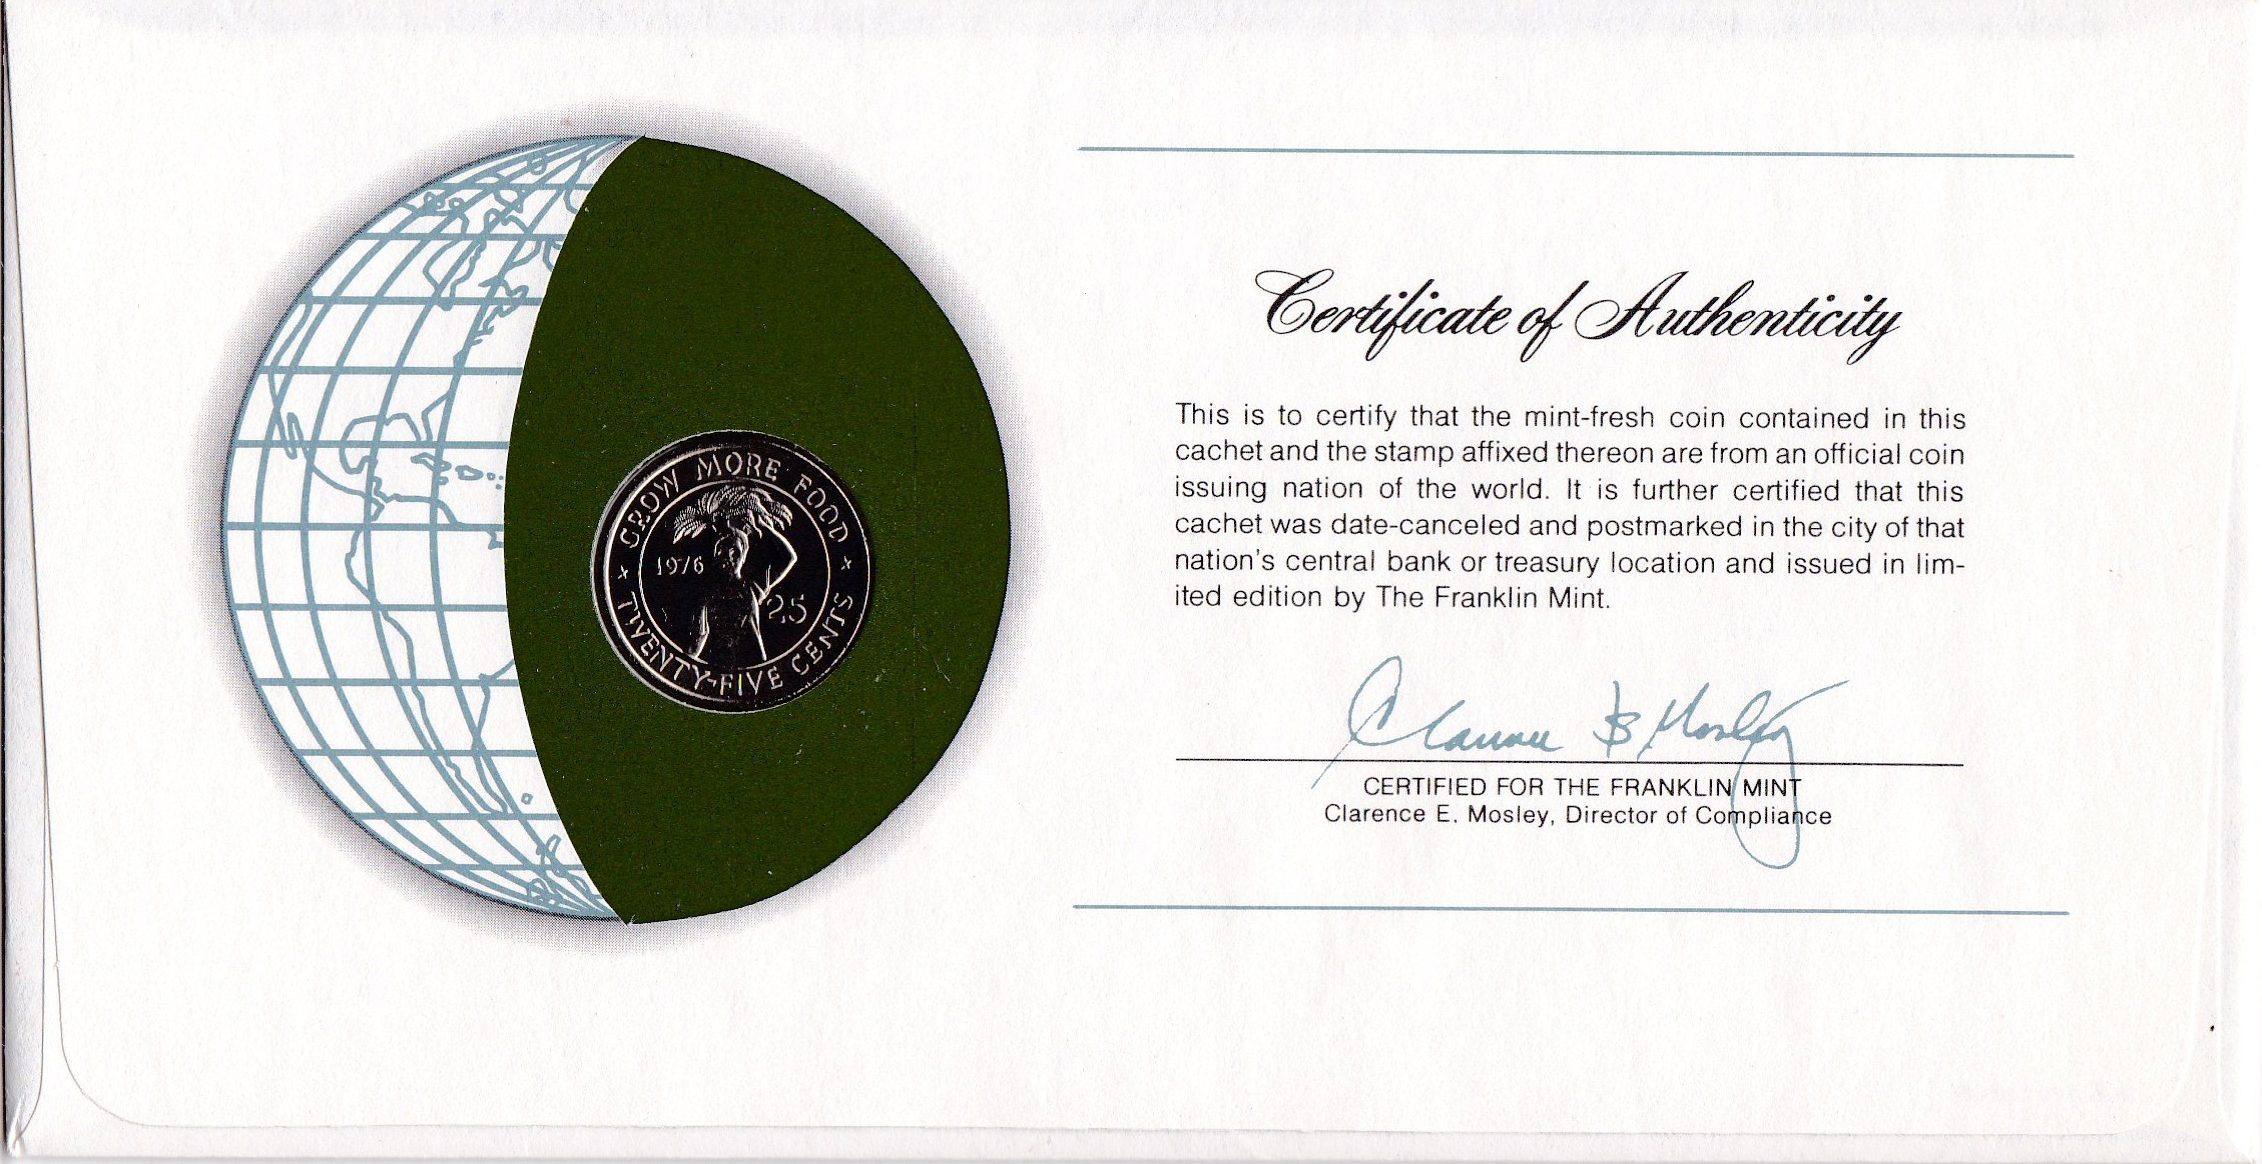 GROW MORE FOOD
1976
25
TWENTY-FIVE CENTS
Certificate of Authenticity
This is to certify that the mint-fresh coin contained in this
cachet and the stamp affixed thereon are from an official coin
issuing nation of the world. It is further certified that this
cachet was date-canceled and postmarked in the city of that
nation's central bank or treasury location and issued in lim-
ited edition by The Franklin Mint.
Clarence E Mosley
CERTIFIED FOR THE FRANKLIN MINT
Clarence E. Mosley, Director of Compliance